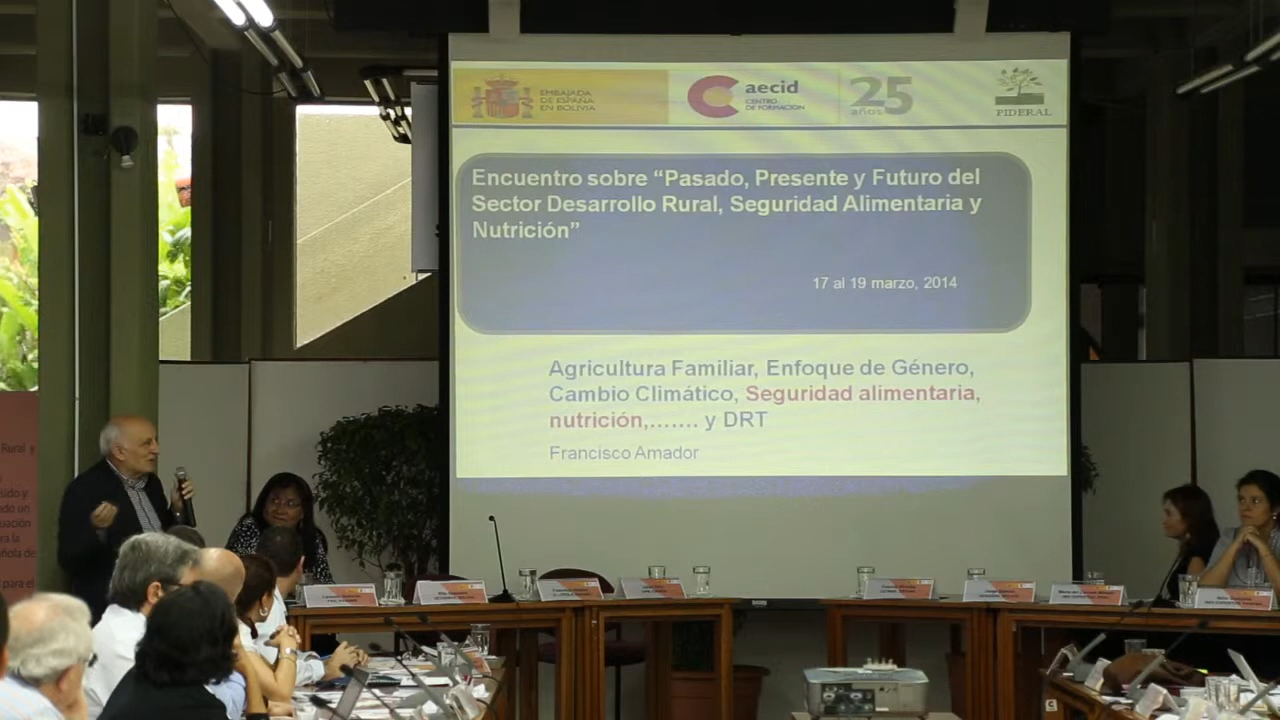 EMBAJADA
DE ESPAÑA
EN BOLIVIA
aecid
CENTRO
DE FORMACIÓN
25
años
PIDERAL
Encuentro sobre “Pasado, Presente y Futuro del
Sector Desarrollo Rural, Seguridad Alimentaria y
Nutrición”
17 al 19 marzo, 2014
Agricultura Familiar, Enfoque de Género,
Cambio Climático, Seguridad alimentaria,
nutrición,....... y DRT
Francisco Amador
Rural y